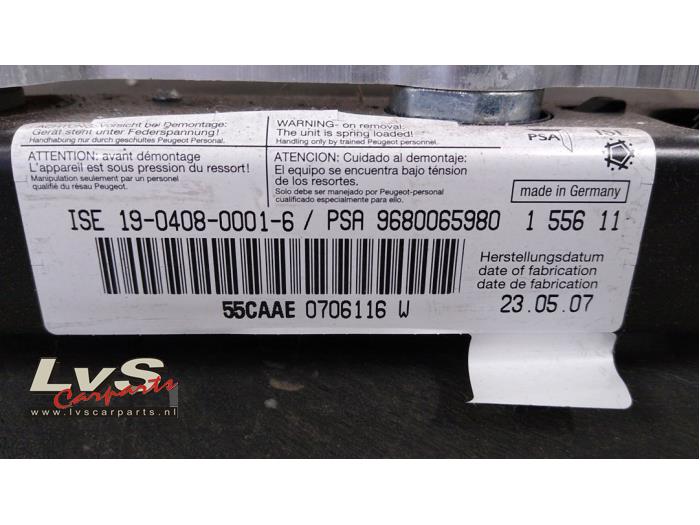 ACHTUNG: Vorsicht bei Demontage:
Gerät steht unter Federspannung!
Handhabung nur durch geschultes Peugeot Personel.
WARNING- on removal:
The unit is spring loaded!
Handling only by trained Peugeot personnel.
PSA
ISE
ATTENTION: avant démontage
L'appareil est sous pression du ressort!
Manipulation seulement par un personel
qualifié du réseau Peugeot.
ATENCION: Cuidado al demontaje:
El equipo se encuentra bajo ténsion
de los resortes.
Solo debe ser manejado por Peugeot-personal
cualificado especialmente para ello.
made in Germany
ISE 19-0408-0001-6 / PSA 9680065980 1 556 11
Herstellungsdatum
date of fabrication
date de fabrication
23.05.07
55CAAE 0706116 W
LvS
Carparts
www.lvscarparts.nl